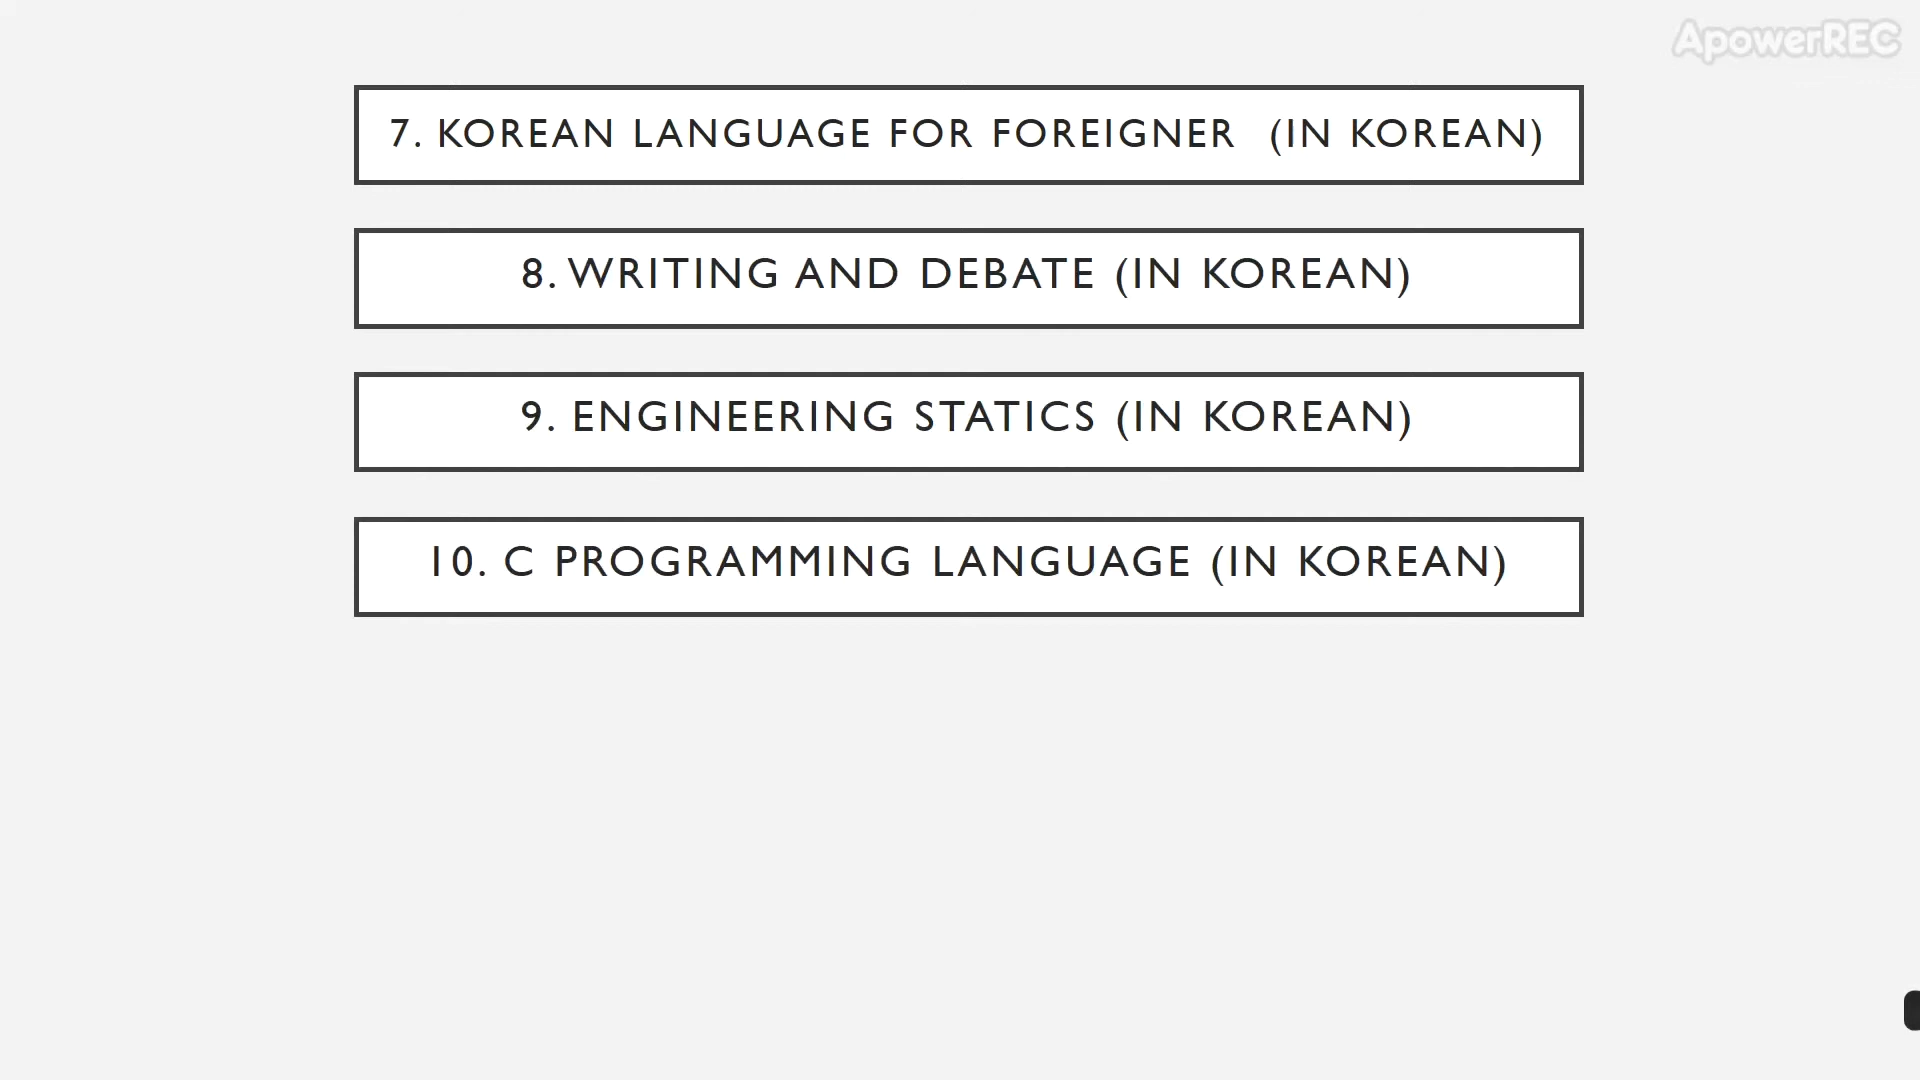 ApowerREC
7. KOREAN LANGUAGE FOR FOREIGNER (IN KOREAN)
8. WRITING AND DEBATE (IN KOREAN)
9. ENGINEERING STATICS (IN KOREAN)
10. C PROGRAMMING LANGUAGE (IN KOREAN)